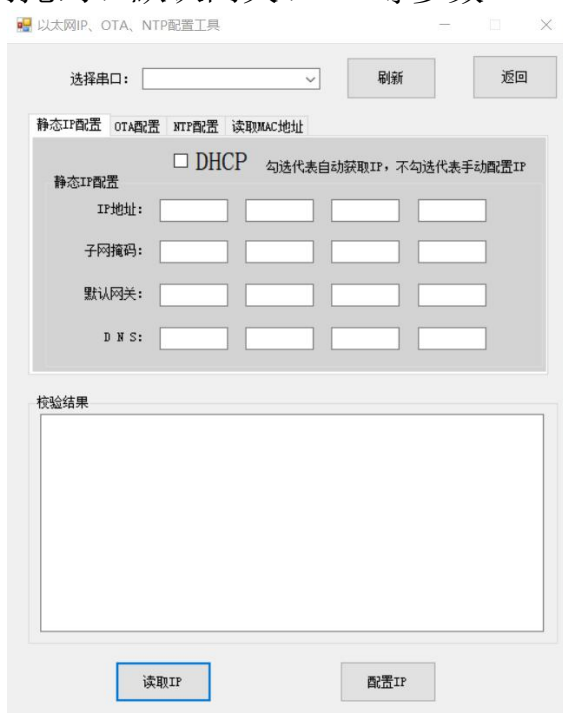 以太网IP、OTA、NTP配置工具
选择串口: 刷新 返回
静态IP配置 OTA配置 NTP配置 读取MAC地址
DHCP 勾选代表自动获取IP，不勾选代表手动配置IP
静态IP配置
IP地址:
子网掩码:
默认网关:
D N S:
校验结果
读取IP 配置IP